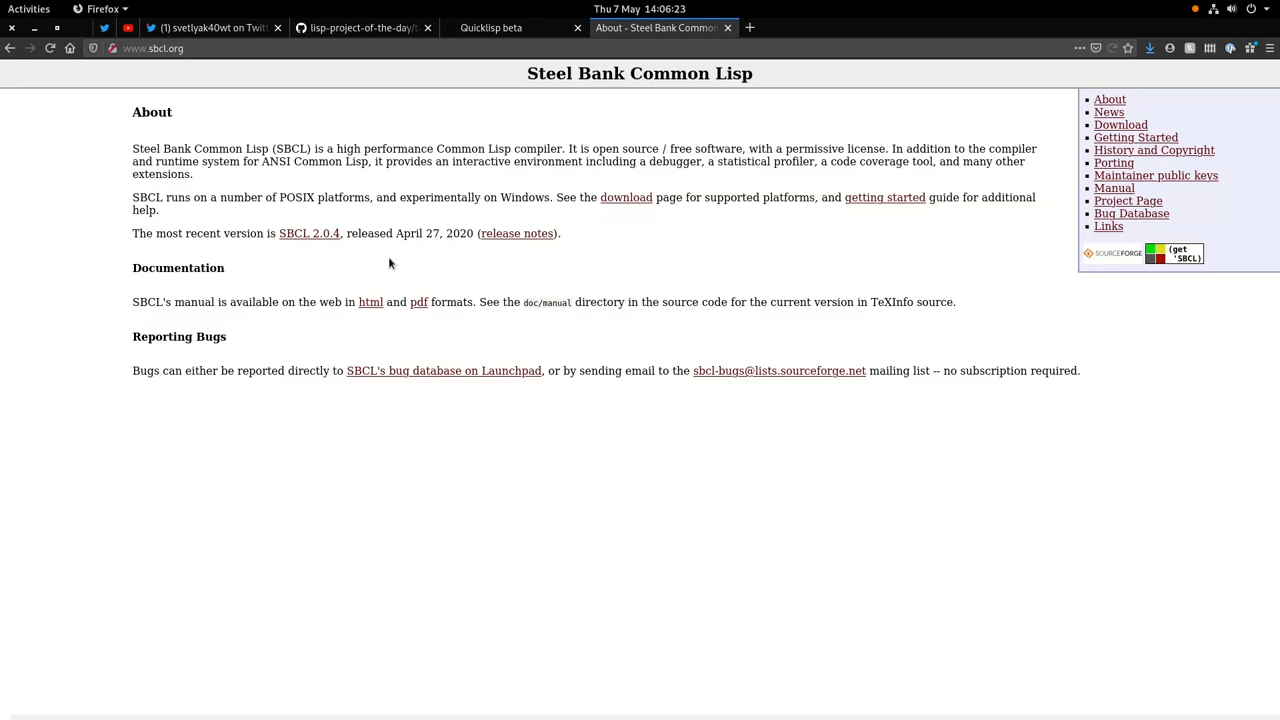 Activities
Firefox
Thu 7 May 14:06:23
(1) svetlyak40wt on Twitt
lisp-project-of-the-day/t
Quicklisp beta
About - Steel Bank Common
www.sbcl.org
Steel Bank Common Lisp
About
Steel Bank Common Lisp (SBCL) is a high performance Common Lisp compiler. It is open source / free software, with a permissive license. In addition to the compiler
and runtime system for ANSI Common Lisp, it provides an interactive environment including a debugger, a statistical profiler, a code coverage tool, and many other
extensions.
SBCL runs on a number of POSIX platforms, and experimentally on Windows. See the download page for supported platforms, and getting started guide for additional
help.
The most recent version is SBCL 2.0.4, released April 27, 2020 (release notes).
Documentation
SBCL's manual is available on the web in html and pdf formats. See the doc/manual directory in the source code for the current version in TeXInfo source.
Reporting Bugs
Bugs can either be reported directly to SBCL's bug database on Launchpad, or by sending email to the sbcl-bugs@lists.sourceforge.net mailing list -- no subscription required.
About
News
Download
Getting Started
History and Copyright
Porting
Maintainer public keys
Manual
Project Page
Bug Database
Links
SOURCEFORGE
(get
'SBCL)